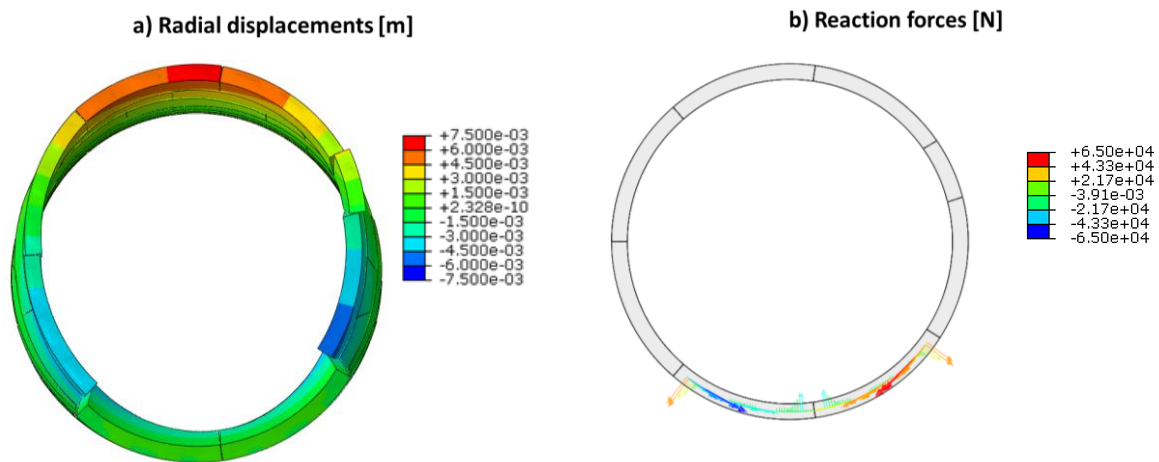 a) Radial displacements [m]
b) Reaction forces [N]
+7.500e-03
+6.000e-03
+4.500e-03
+3.000e-03
+1.500e-03
+2.328e-10
-1.500e-03
-3.000e-03
-4.500e-03
-6.000e-03
-7.500e-03
+6.50e+04
+4.33e+04
+2.17e+04
-3.91e-03
-2.17e+04
-4.33e+04
-6.50e+04